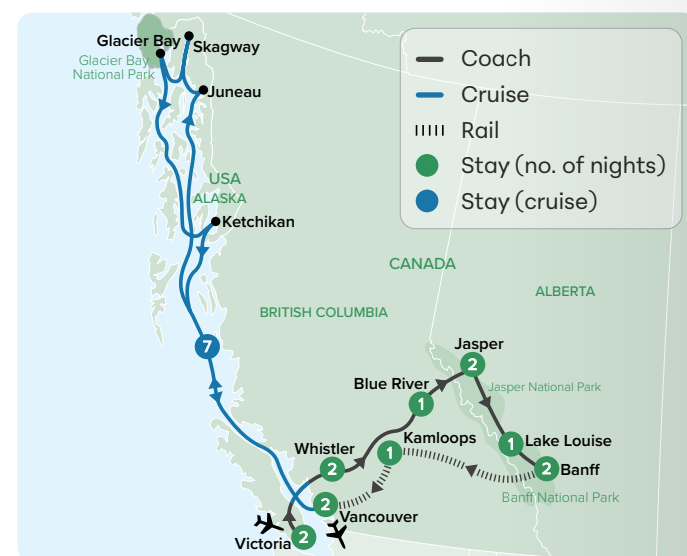 Glacier Bay
Skagway
Glacier Bay
National Park
Juneau
Coach
Cruise
Rail
Stay (no. of nights)
Stay (cruise)
USA
ALASKA
Ketchikan
CANADA
ALBERTA
BRITISH COLUMBIA
7
Jasper
2
Blue River
1
Jasper National Park
Kamloops
1
1
Lake Louise
Whistler
2
2
Banff
Banff National Park
2
Vancouver
Victoria
2